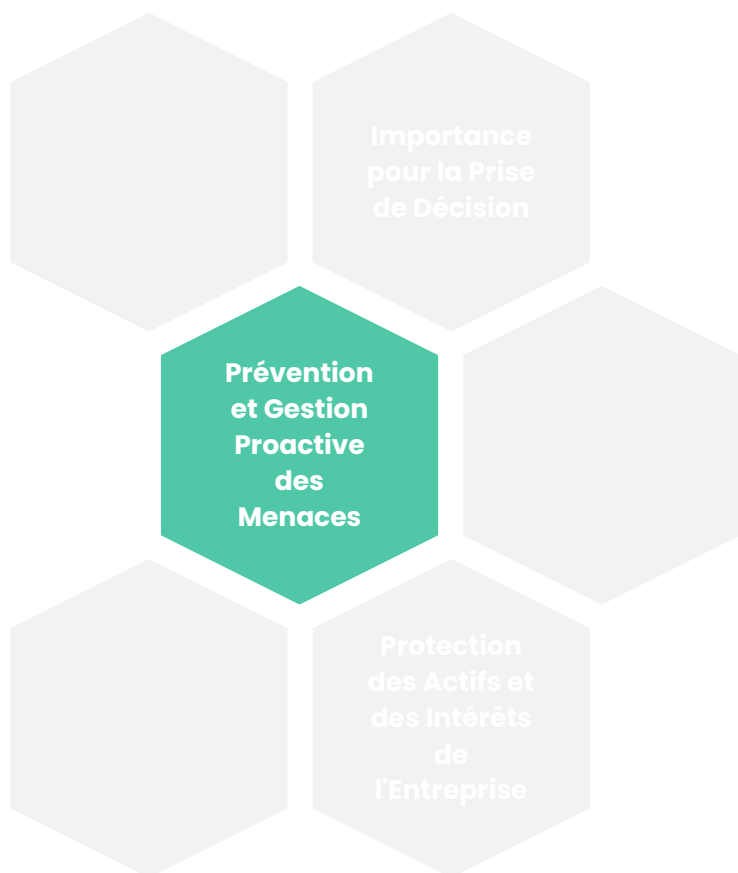 Importance
pour la Prise
de Décision
Prévention
et Gestion
Proactive
des
Menaces
Protection
des Actifs et
des Intérêts
de
l'Entreprise